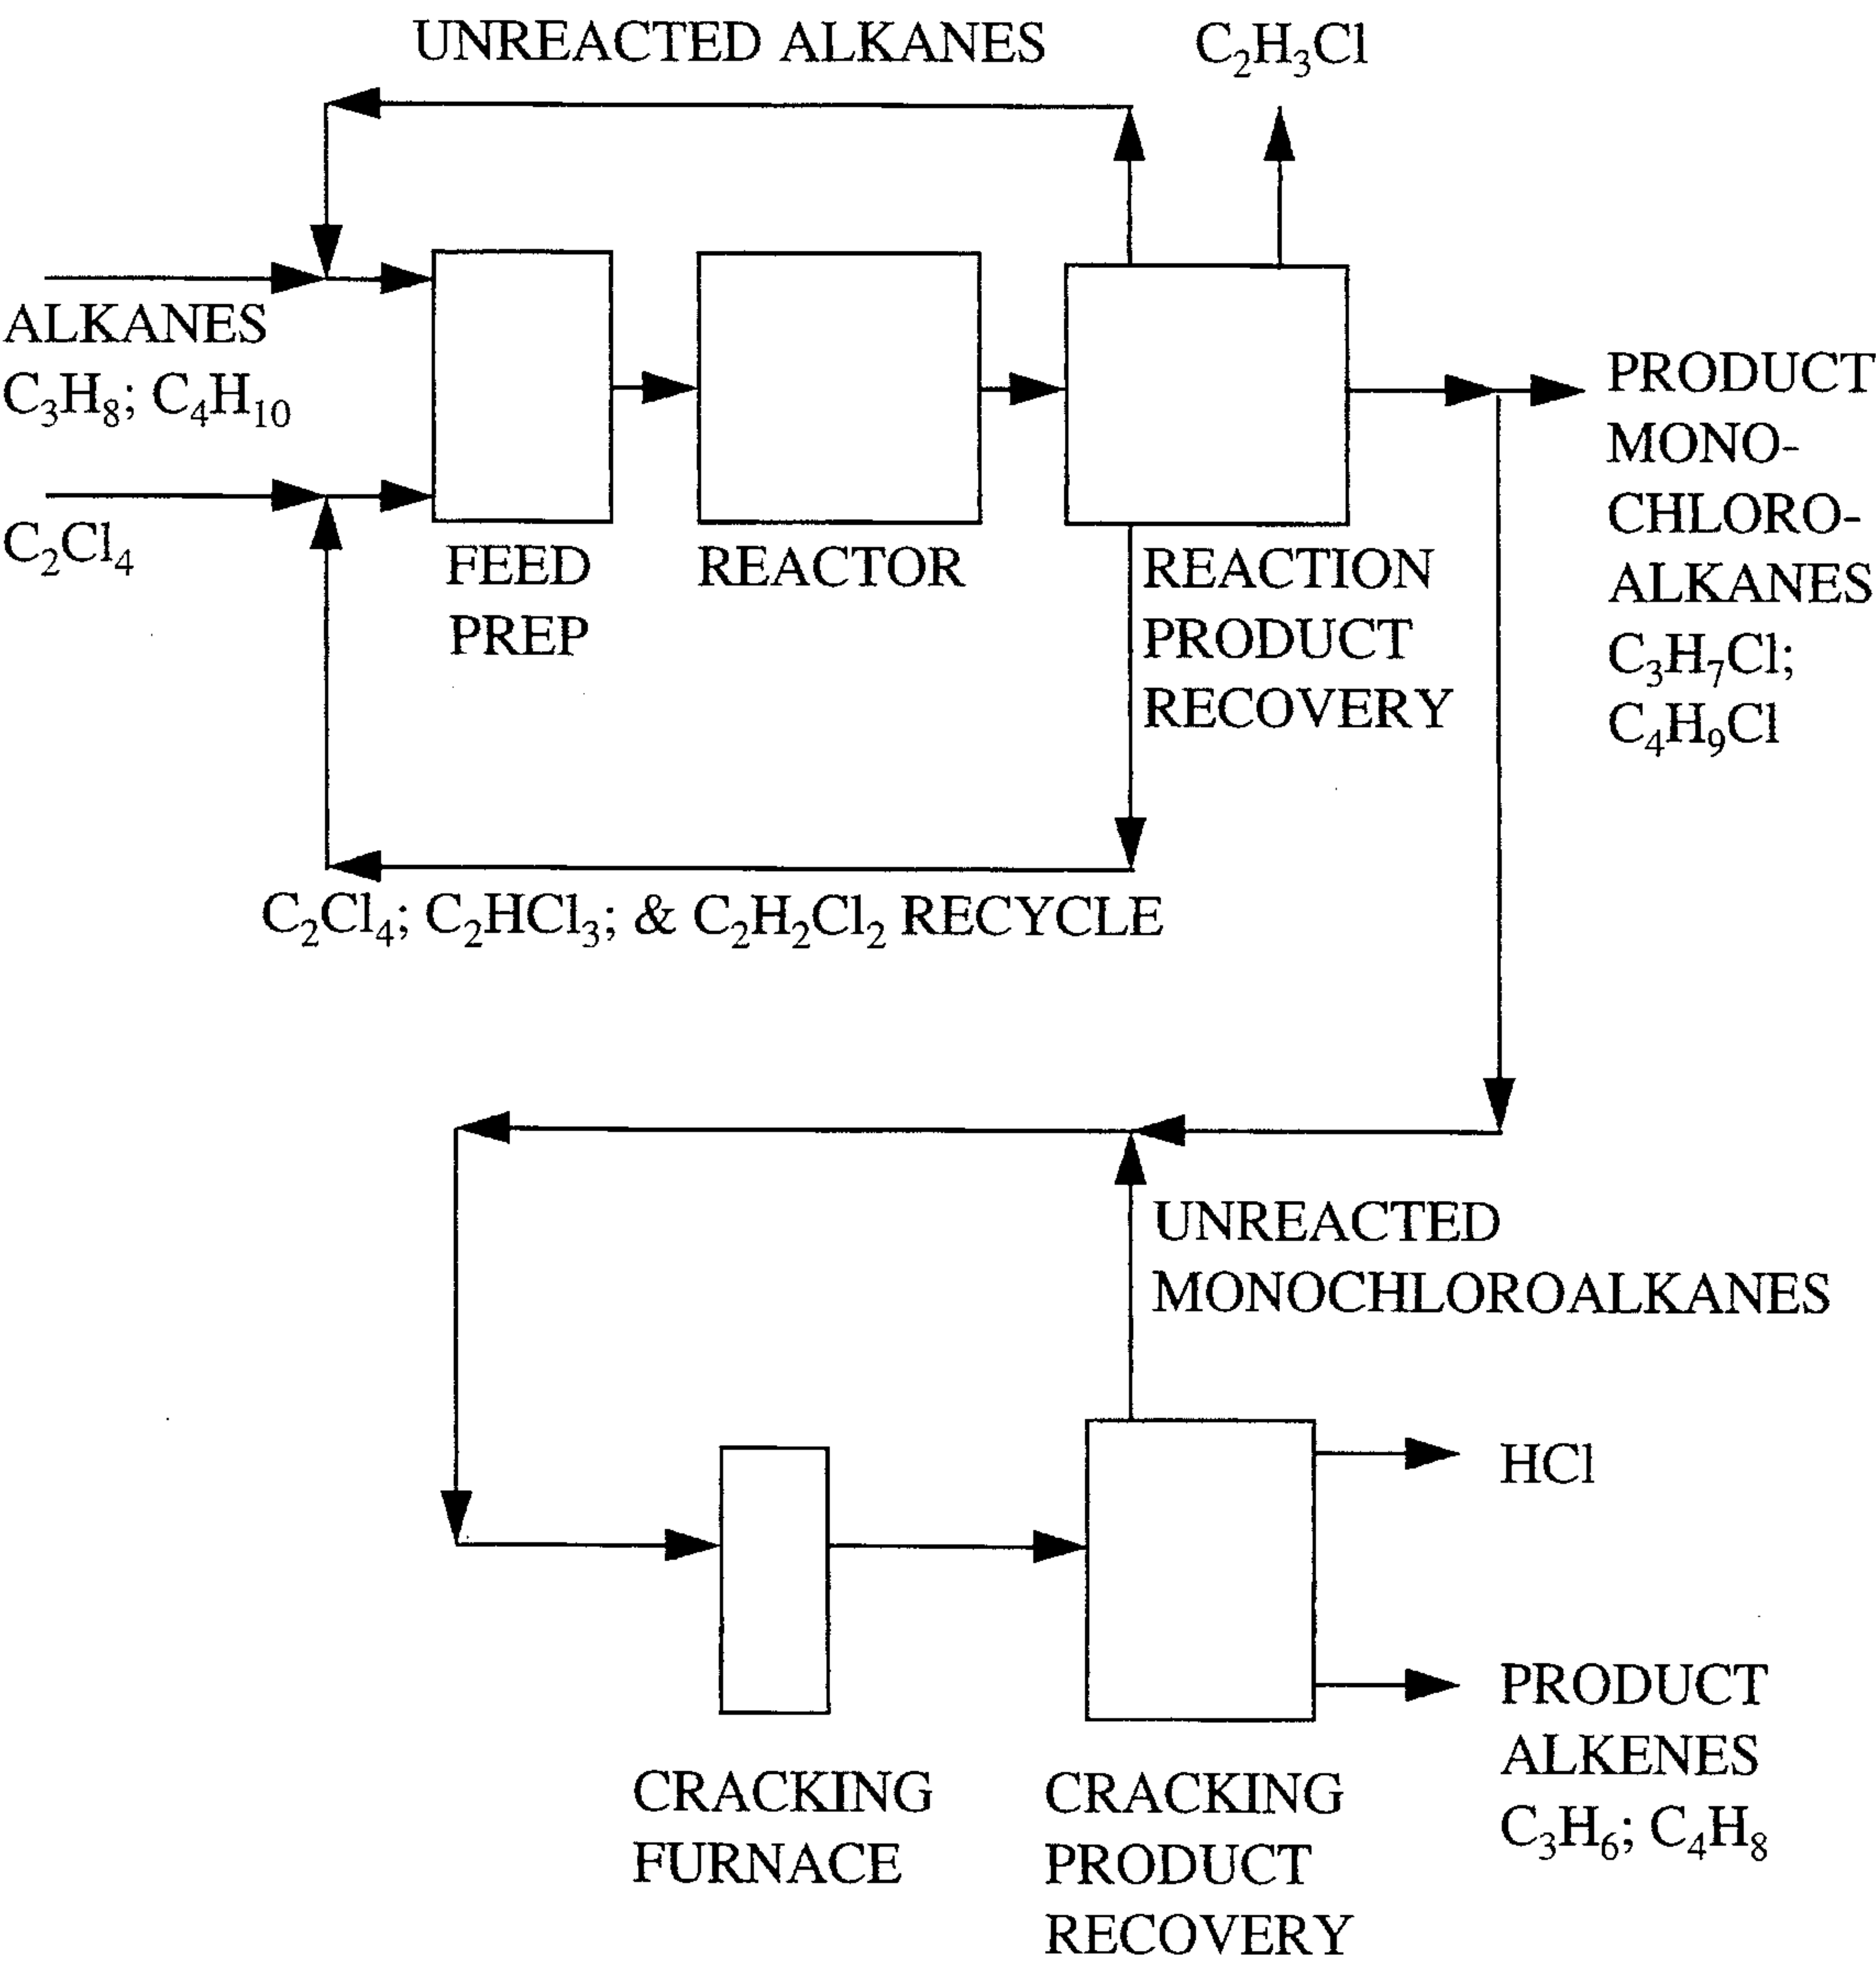 UNREACTED ALKANES
C₂H₃Cl
ALKANES
C₃H₈; C₄H₁₀
C₂Cl₄
FEED
PREP
REACTOR
REACTION
PRODUCT
RECOVERY
PRODUCT
MONO-
CHLORO-
ALKANES
C₃H₇Cl;
C₄H₉Cl
C₂Cl₄; C₂HCl₃; & C₂H₂Cl₂ RECYCLE
UNREACTED
MONOCHLOROALKANES
HCl
PRODUCT
ALKENES
C₃H₆; C₄H₈
CRACKING
FURNACE
CRACKING
PRODUCT
RECOVERY